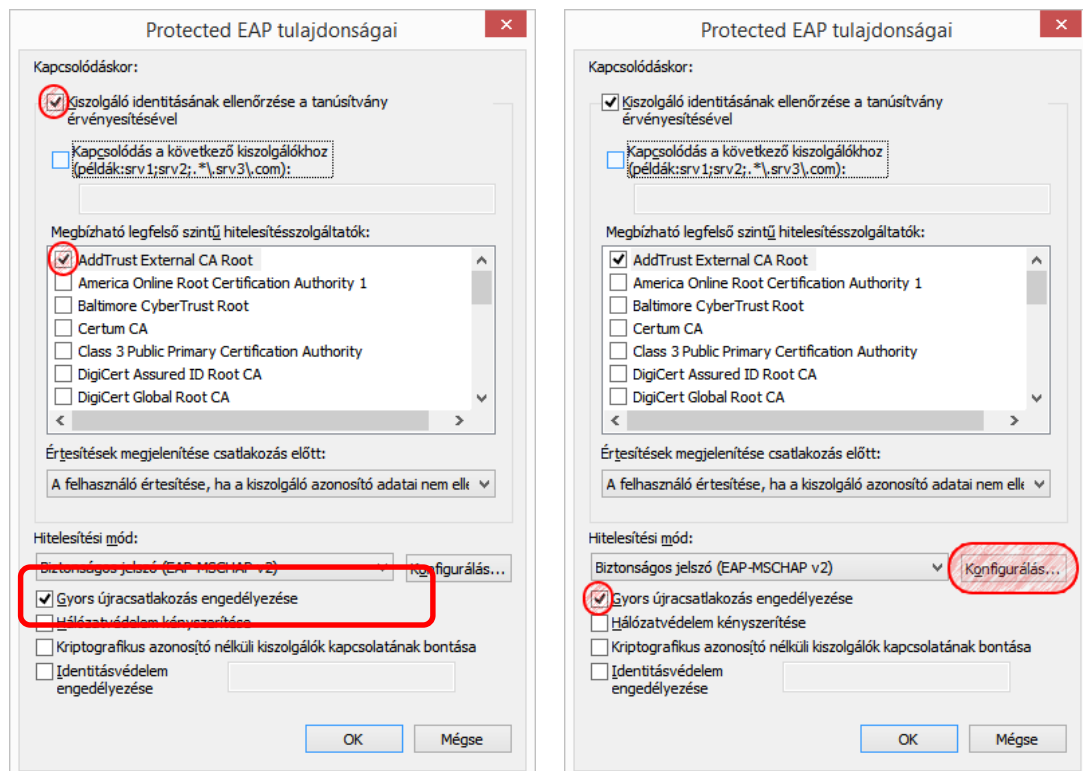 Protected EAP tulajdonságai
Kapcsolódáskor:
Kiszolgáló identitásának ellenőrzése a tanúsítvány
érvényesítésével
Kapcsolódás a következő kiszolgálókhoz
(példák:srv1;srv2;.*\.srv3\.com):
Megbízható legfelső szintű hitelesítésszolgáltatók:
AddTrust External CA Root
America Online Root Certification Authority 1
Baltimore CyberTrust Root
Certum CA
Class 3 Public Primary Certification Authority
DigiCert Assured ID Root CA
DigiCert Global Root CA
Értesítések megjelenítése csatlakozás előtt:
A felhasználó értesítése, ha a kiszolgáló azonosító adatai nem elle
Hitelesítési mód:
Biztonságos jelszó (EAP-MSCHAP v2)
Konfigurálás...
Gyors újracsatlakozás engedélyezése
Hálózatvédelem kényszerítése
Kriptografikus azonosító nélküli kiszolgálók kapcsolatának bontása
Identitásvédelem
engedélyezése
OK
Mégse
Protected EAP tulajdonságai
Kapcsolódáskor:
Kiszolgáló identitásának ellenőrzése a tanúsítvány
érvényesítésével
Kapcsolódás a következő kiszolgálókhoz
(példák:srv1;srv2;.*\.srv3\.com):
Megbízható legfelső szintű hitelesítésszolgáltatók:
AddTrust External CA Root
America Online Root Certification Authority 1
Baltimore CyberTrust Root
Certum CA
Class 3 Public Primary Certification Authority
DigiCert Assured ID Root CA
DigiCert Global Root CA
Értesítések megjelenítése csatlakozás előtt:
A felhasználó értesítése, ha a kiszolgáló azonosító adatai nem elle
Hitelesítési mód:
Biztonságos jelszó (EAP-MSCHAP v2)
Konfigurálás...
Gyors újracsatlakozás engedélyezése
Hálózatvédelem kényszerítése
Kriptografikus azonosító nélküli kiszolgálók kapcsolatának bontása
Identitásvédelem
engedélyezése
OK
Mégse